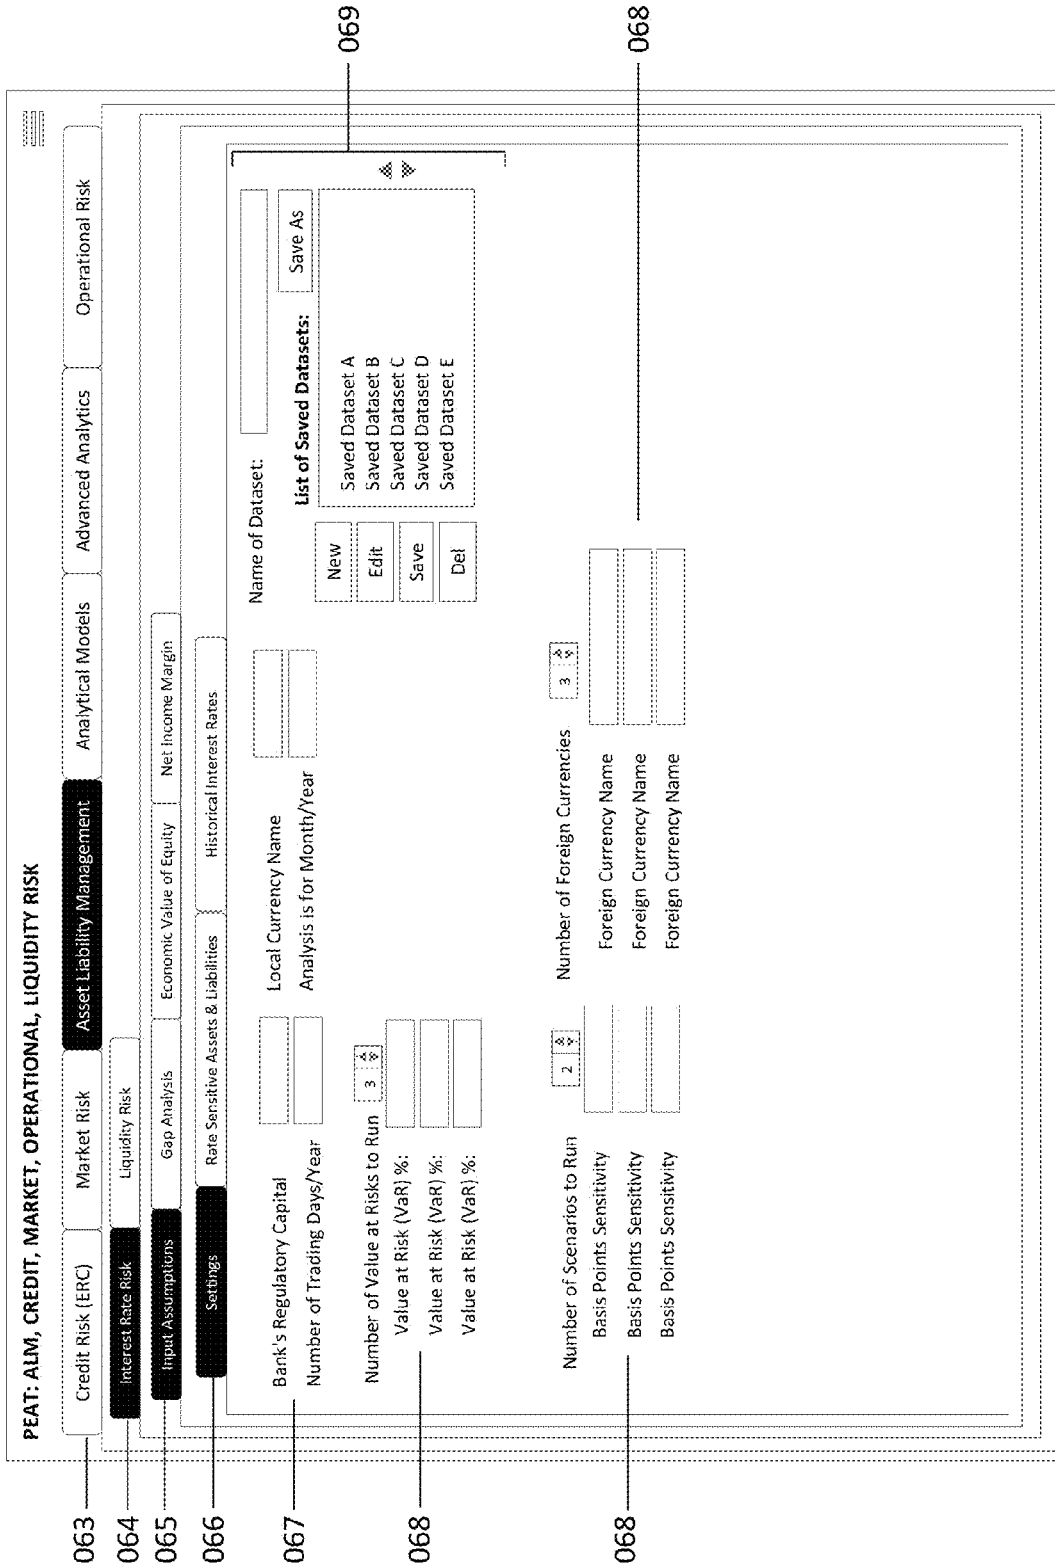 PEAT: ALM, CREDIT, MARKET, OPERATIONAL, LIQUIDITY RISK
063
Credit Risk (ERC) Market Risk Asset Liability Management Analytical Models Advanced Analytics Operational Risk
064
Interest Rate Risk Liquidity Risk
065
Input Assumptions Gap Analysis Economic Value of Equity Net Income Margin
066
Settings Rate Sensitive Assets & Liabilities Historical Interest Rates
067
Bank's Regulatory Capital
Number of Trading Days/Year
Local Currency Name
Analysis is for Month/Year
Name of Dataset:
Save As
List of Saved Datasets:
New
Edit
Save
Del
Saved Dataset A
Saved Dataset B
Saved Dataset C
Saved Dataset D
Saved Dataset E
069
Number of Value at Risks to Run 3
Value at Risk (VaR) %:
Value at Risk (VaR) %:
Value at Risk (VaR) %:
068
Number of Scenarios to Run 2
Basis Points Sensitivity
Basis Points Sensitivity
Basis Points Sensitivity
068
Number of Foreign Currencies 3
Foreign Currency Name
Foreign Currency Name
Foreign Currency Name
068